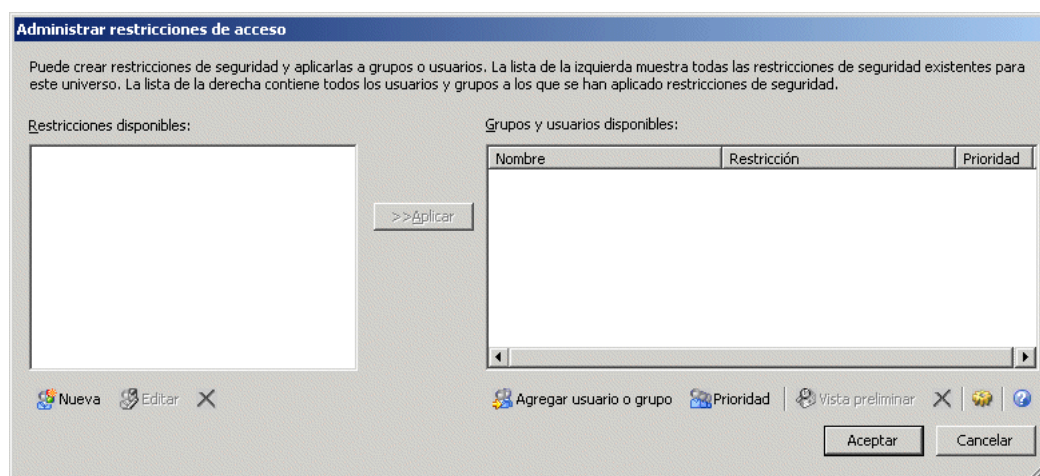 Administrar restricciones de acceso
Puede crear restricciones de seguridad y aplicarlas a grupos o usuarios. La lista de la izquierda muestra todas las restricciones de seguridad existentes para
este universo. La lista de la derecha contiene todos los usuarios y grupos a los que se han aplicado restricciones de seguridad.
Restricciones disponibles:
Grupos y usuarios disponibles:
Nombre Restricción Prioridad
>>Aplicar
Nueva Editar
Agregar usuario o grupo Prioridad Vista preliminar
Aceptar Cancelar